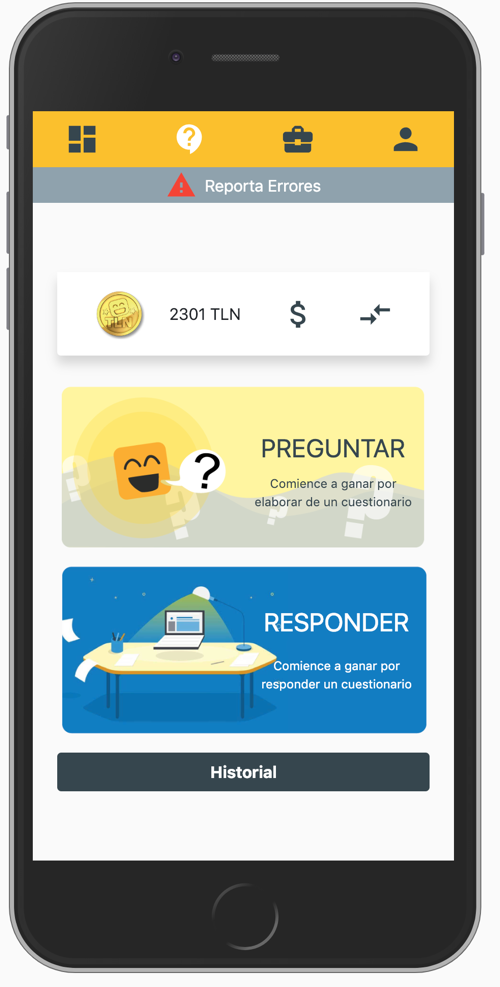 Reporta Errores
TLN
2301 TLN
$
PREGUNTAR
Comience a ganar por
elaborar de un cuestionario
?
RESPONDER
Comience a ganar por
responder un cuestionario
Historial